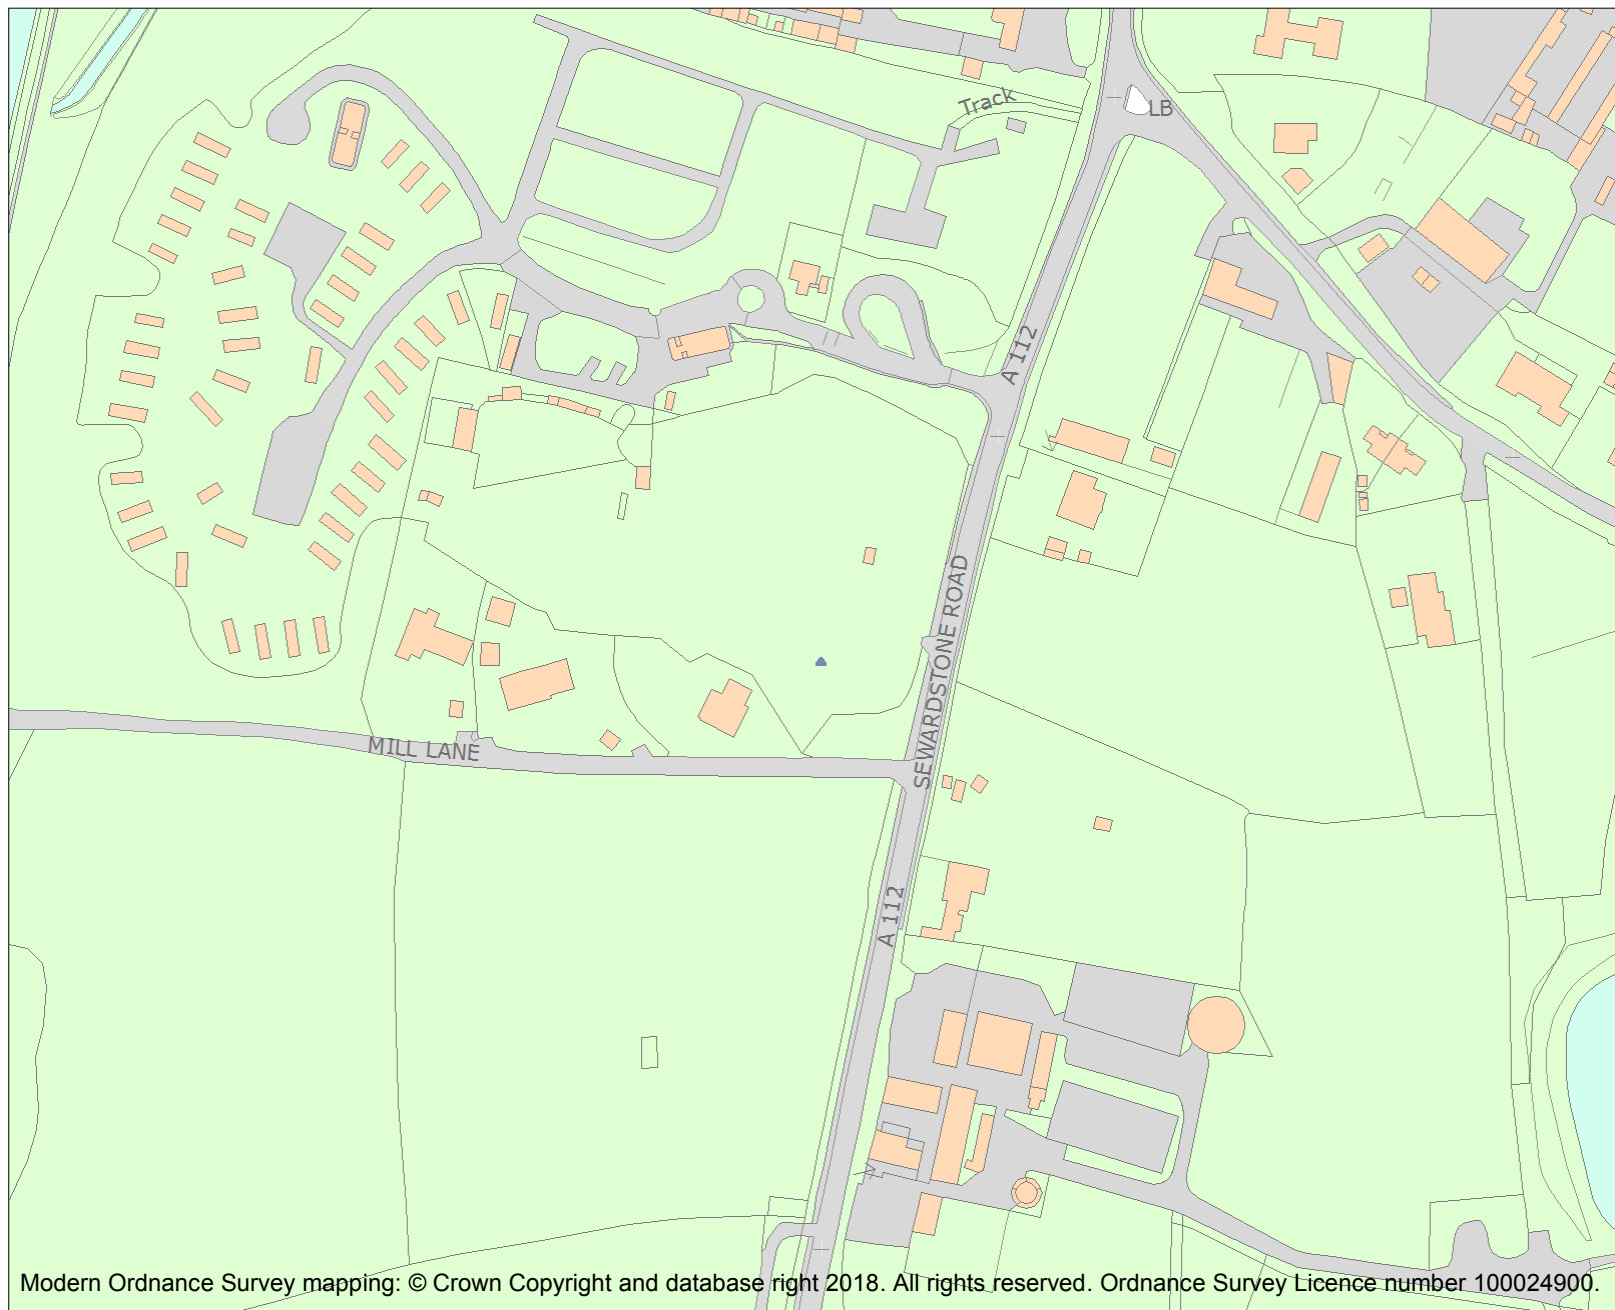 Track
LB
A 112
SEWARDSTONE ROAD
MILL LANE
A 112
Modern Ordnance Survey mapping: © Crown Copyright and database right 2018. All rights reserved. Ordnance Survey Licence number 100024900.